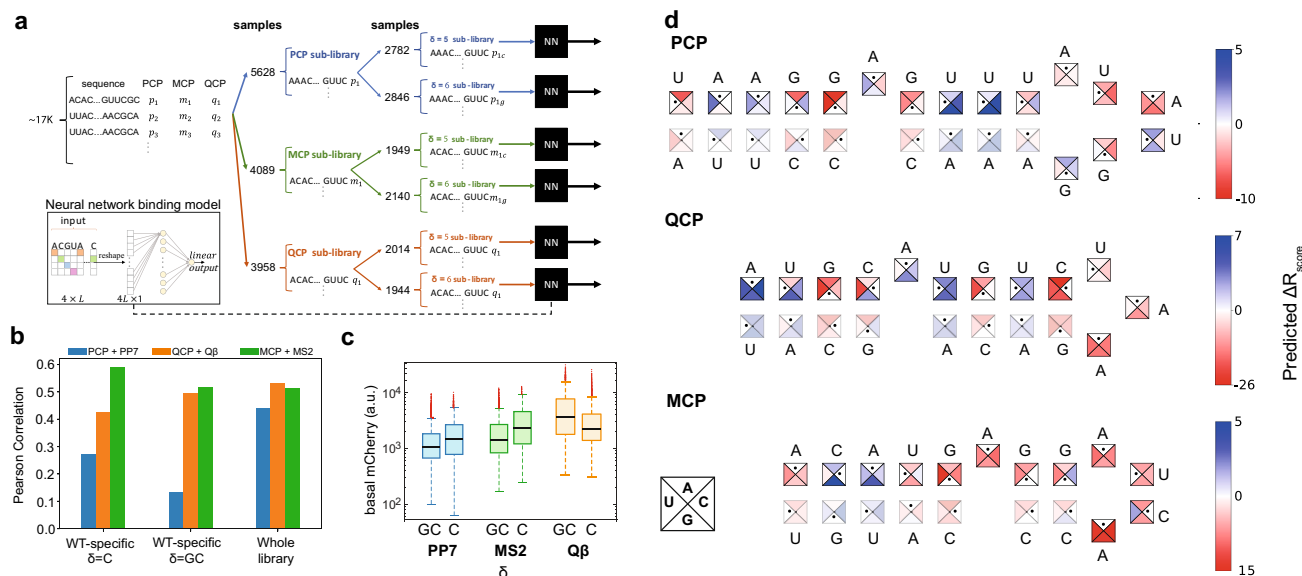 a
samples
samples
sequence PCP MCP QCP
ACAC... GUUCGC p1 m1 q1
UUAC... AACGCA p2 m2 q2
UUAC... AACGCA p3 m3 q3
~17K
5628
PCP sub-library
AAAC... GUUC p1
2782
δ = 5 sub-library
AAAC... GUUC p1c
NN
2846
δ = 6 sub-library
AAAC... GUUC p1g
NN
4089
MCP sub-library
ACAC... GUUC m1
1949
δ = 5 sub-library
ACAC... GUUC m1c
NN
2140
δ = 6 sub-library
ACAC... GUUC m1g
NN
3958
QCP sub-library
ACAC... GUUC q1
2014
δ = 5 sub-library
ACAC... GUUC q1
NN
1944
δ = 6 sub-library
ACAC... GUUC q1
NN
Neural network binding model
input
ACGUA C
reshape
linear
output
4 × L
4L × 1
b
PCP + PP7
QCP + Qβ
MCP + MS2
Pearson Correlation
0.6
0.5
0.4
0.3
0.2
0.1
0.0
WT-specific
δ=C
WT-specific
δ=GC
Whole
library
c
basal mCherry (a.u.)
10^4
10^3
10^2
GC C GC C GC C
PP7 MS2 Qβ
δ
d
PCP
U A A G G A G U U U A U A
A U U C C C A A A G G U
5
0
-10
QCP
A U G C A U G U C U A
U A C G A C A G A
7
0
-26
Predicted ΔRscore
MCP
A C A U G A G G A U
U G U A C C C A C
5
0
15
A
U C
G